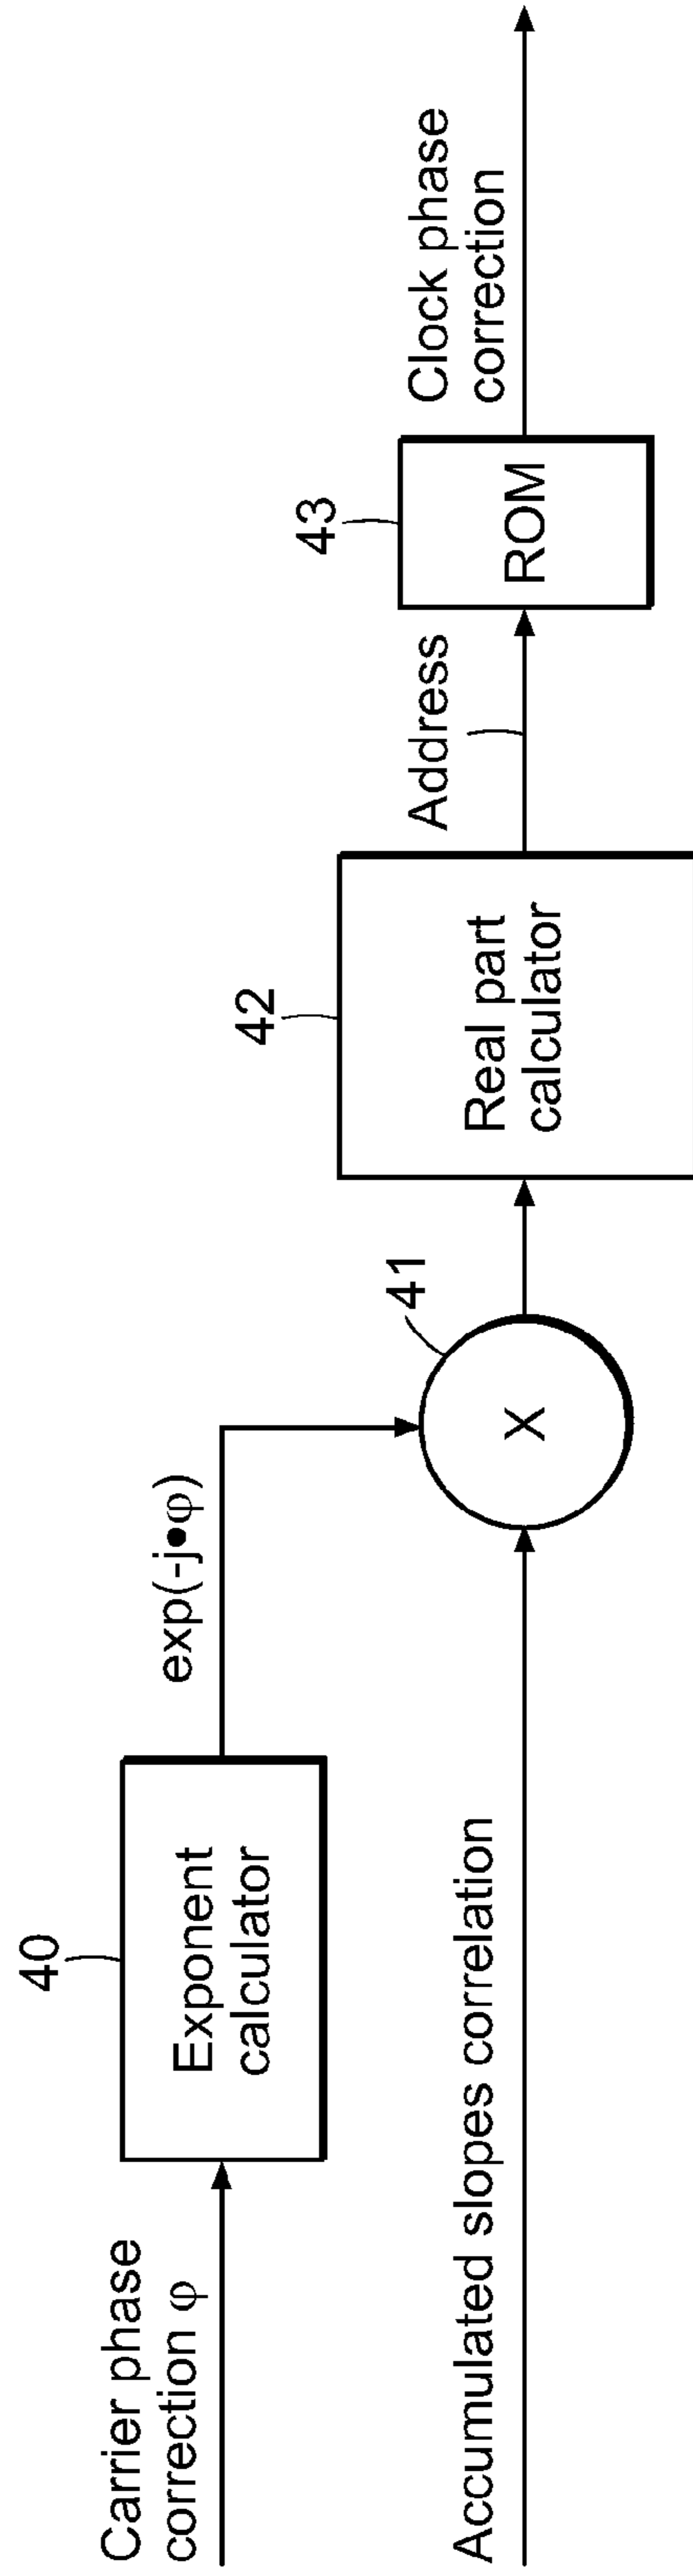 Carrier phase
correction φ
40
Exponent
calculator
exp(-j•φ)
Accumulated slopes correlation
41
X
42
Real part
calculator
Address
43
ROM
Clock phase
correction